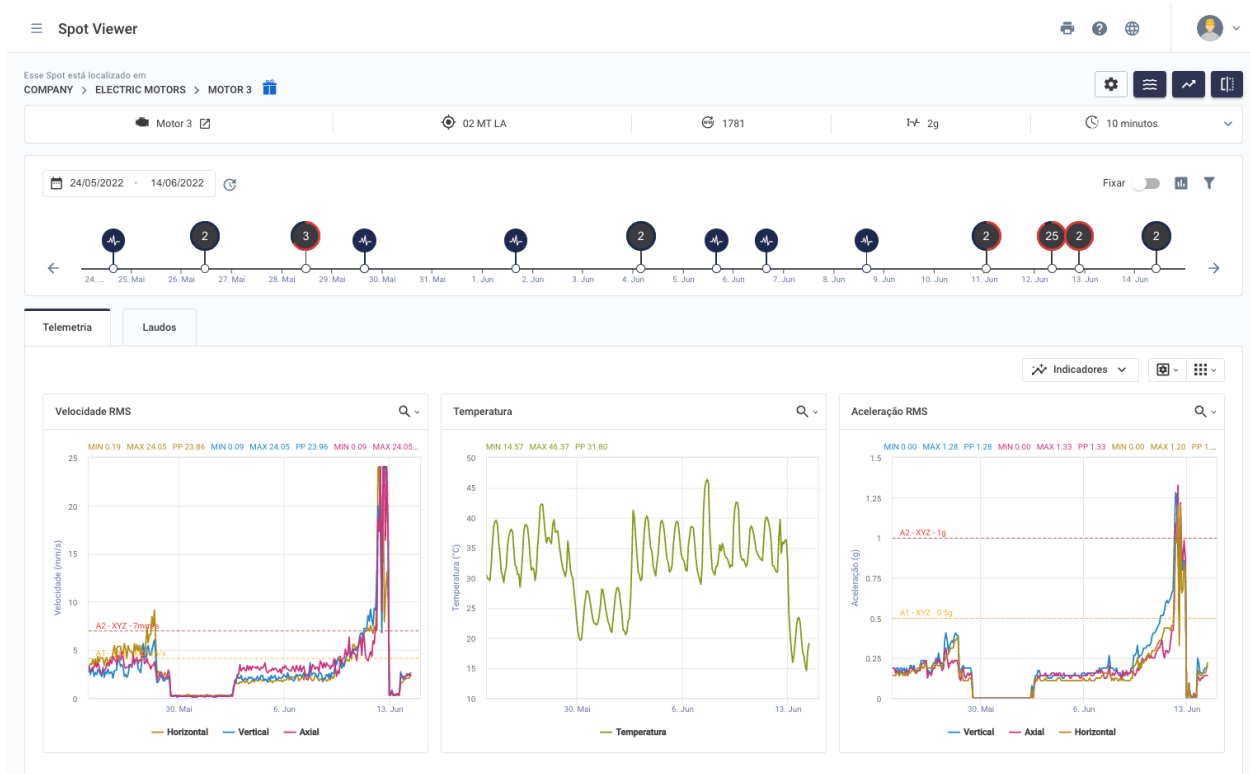 Spot Viewer
Esse Spot está localizado em
COMPANY > ELECTRIC MOTORS > MOTOR 3
Motor 3
02 MT LA
1781
2g
10 minutos
24/05/2022 - 14/06/2022
Fixar
2 3 2 2 25 2 2
24. ... 25. Mai 26. Mai 27. Mai 28. Mai 29. Mai 30. Mai 31. Mai 1. Jun 2. Jun 3. Jun 4. Jun 5. Jun 6. Jun 7. Jun 8. Jun 9. Jun 10. Jun 11. Jun 12. Jun 13. Jun 14. Jun
Telemetria Laudos
Indicadores
Velocidade RMS
MIN 0.19 MAX 24.05 PP 23.86 MIN 0.09 MAX 24.05 PP 23.96 MIN 0.09 MAX 24.05...
25
20
15
10
5
0
Velocidade (mm/s)
A2 - XYZ - 7mm/s
A1
30. Mai 6. Jun 13. Jun
Horizontal Vertical Axial
Temperatura
MIN 14.57 MAX 46.37 PP 31.80
50
45
40
35
30
25
20
15
10
Temperatura (°C)
30. Mai 6. Jun 13. Jun
Temperatura
Aceleração RMS
MIN 0.00 MAX 1.28 PP 1.28 MIN 0.00 MAX 1.33 PP 1.33 MIN 0.00 MAX 1.20 PP 1....
1.5
1.25
1
0.75
0.5
0.25
0
Aceleração (g)
A2 - XYZ - 1g
A1 - XYZ - 0.5g
30. Mai 6. Jun 13. Jun
Vertical Axial Horizontal